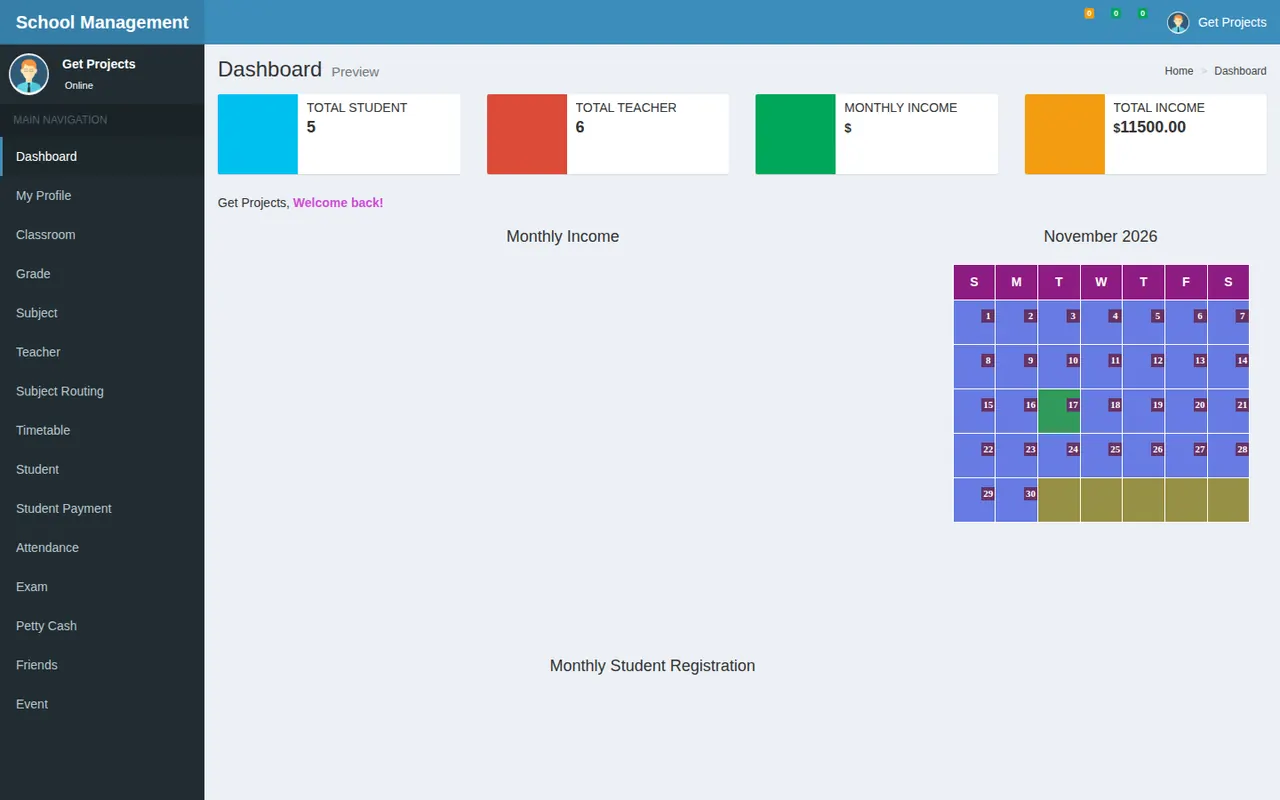 School Management
0 0 0 Get Projects
Get Projects
Online
MAIN NAVIGATION
Dashboard
My Profile
Classroom
Grade
Subject
Teacher
Subject Routing
Timetable
Student
Student Payment
Attendance
Exam
Petty Cash
Friends
Event
Dashboard Preview
Home > Dashboard
TOTAL STUDENT
5
TOTAL TEACHER
6
MONTHLY INCOME
$
TOTAL INCOME
$11500.00
Get Projects, Welcome back!
Monthly Income
November 2026
S M T W T F S
1 2 3 4 5 6 7
8 9 10 11 12 13 14
15 16 17 18 19 20 21
22 23 24 25 26 27 28
29 30
Monthly Student Registration